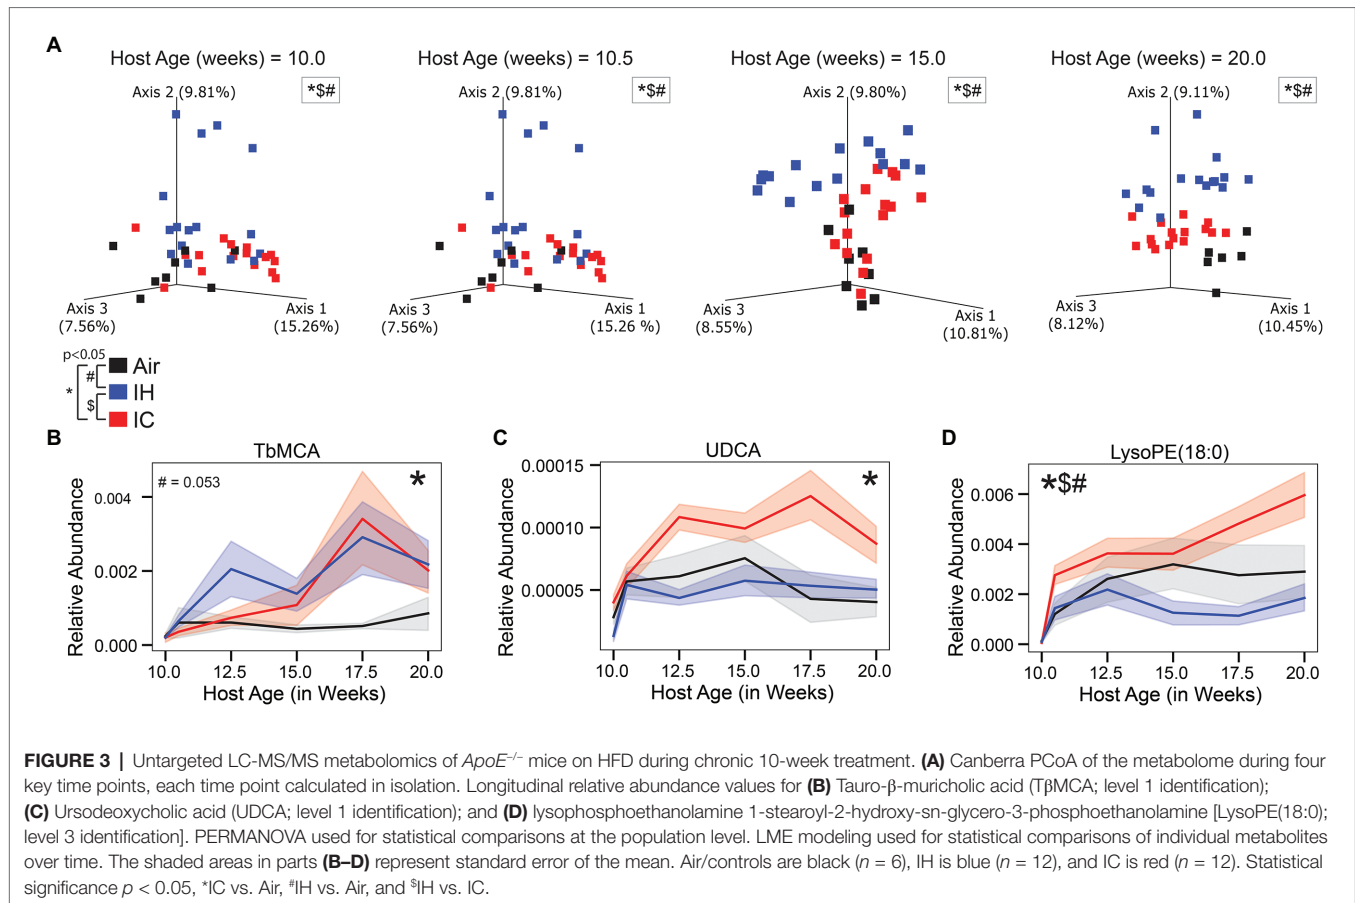 A
Host Age (weeks) = 10.0
Host Age (weeks) = 10.5
Host Age (weeks) = 15.0
Host Age (weeks) = 20.0
Axis 2 (9.81%)
*$#
Axis 2 (9.81%)
*$#
Axis 2 (9.80%)
*$#
Axis 2 (9.11%)
*$#
Axis 3
(7.56%)
Axis 1
(15.26%)
Axis 3
(7.56%)
Axis 1
(15.26 %)
Axis 3
(8.55%)
Axis 1
(10.81%)
Axis 3
(8.12%)
Axis 1
(10.45%)
p<0.05
* # $
Air
IH
IC
B
TbMCA
# = 0.053
*
Relative Abundance
0.004
0.002
0.000
10.0 12.5 15.0 17.5 20.0
Host Age (in Weeks)
C
UDCA
*
Relative Abundance
0.00015
0.00010
0.00005
10.0 12.5 15.0 17.5 20.0
Host Age (in Weeks)
D
LysoPE(18:0)
*$#
Relative Abundance
0.006
0.004
0.002
0.000
10.0 12.5 15.0 17.5 20.0
Host Age (in Weeks)
FIGURE 3 | Untargeted LC-MS/MS metabolomics of ApoE−/− mice on HFD during chronic 10-week treatment. (A) Canberra PCoA of the metabolome during four
key time points, each time point calculated in isolation. Longitudinal relative abundance values for (B) Tauro-β-muricholic acid (TβMCA; level 1 identification);
(C) Ursodeoxycholic acid (UDCA; level 1 identification); and (D) lysophosphoethanolamine 1-stearoyl-2-hydroxy-sn-glycero-3-phosphoethanolamine [LysoPE(18:0);
level 3 identification]. PERMANOVA used for statistical comparisons at the population level. LME modeling used for statistical comparisons of individual metabolites
over time. The shaded areas in parts (B–D) represent standard error of the mean. Air/controls are black (n = 6), IH is blue (n = 12), and IC is red (n = 12). Statistical
significance p < 0.05, *IC vs. Air, #IH vs. Air, and $IH vs. IC.